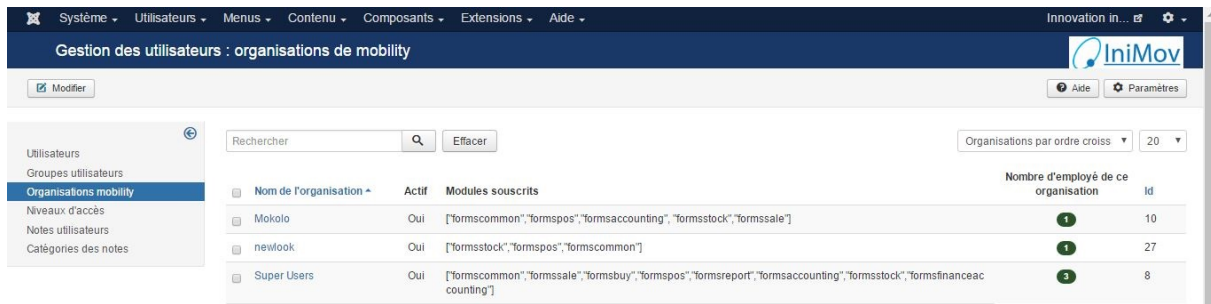 Système Utilisateurs Menus Contenu Composants Extensions Aide Innovation in...
Gestion des utilisateurs : organisations de mobility IniMov
Modifier Aide Paramètres
Rechercher Effacer Organisations par ordre croiss 20
Utilisateurs
Groupes utilisateurs
Organisations mobility
Niveaux d'accès
Notes utilisateurs
Catégories des notes
Nom de l'organisation Actif Modules souscrits Nombre d'employé de ce
organisation Id
Mokolo Oui ["formscommon","formspos","formsaccounting", "formsstock","formssale"] 1 10
newlook Oui ["formsstock","formspos","formscommon"] 1 27
Super Users Oui ["formscommon","formssale","formsbuy","formspos","formsreport","formsaccounting","formsstock","formsfinanceac 3 8
counting"]